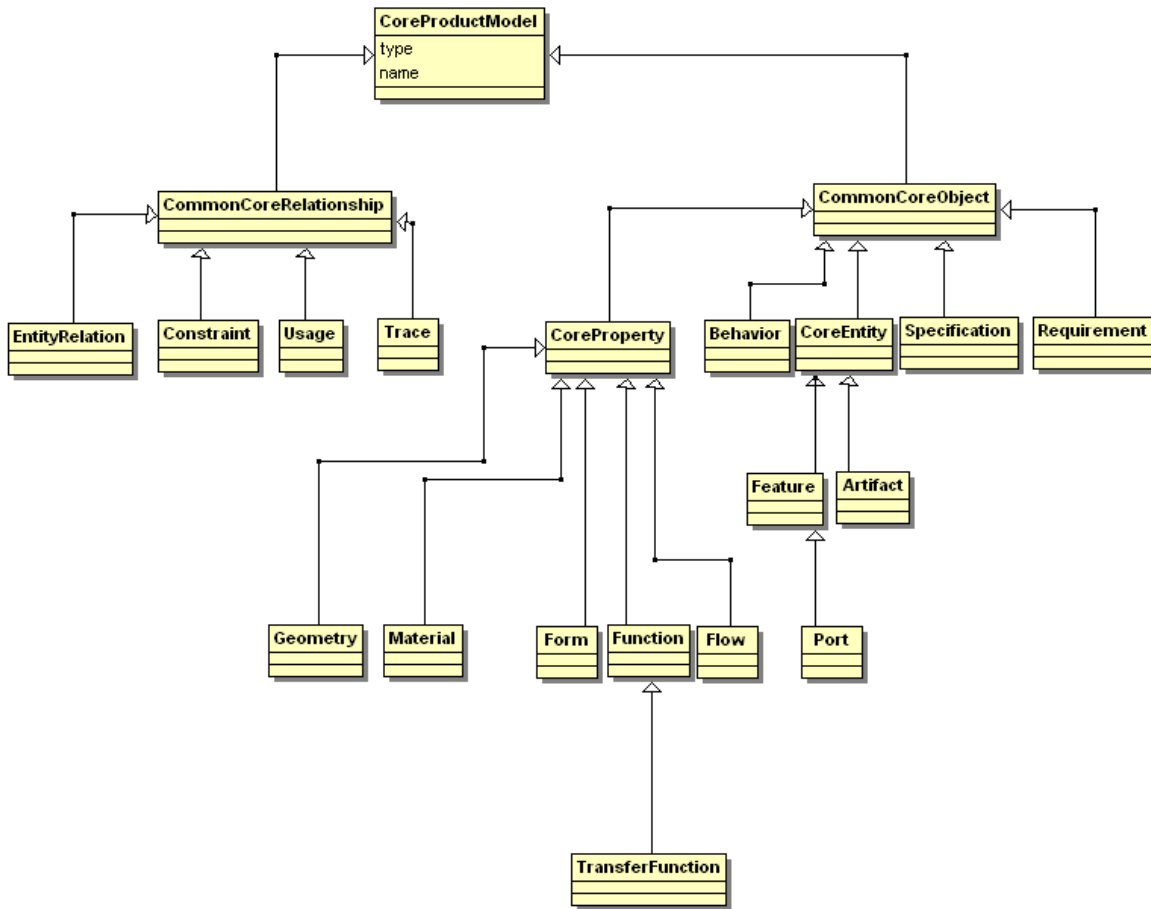 CoreProductModel
type
name
CommonCoreRelationship
CommonCoreObject
EntityRelation
Constraint
Usage
Trace
CoreProperty
Behavior
CoreEntity
Specification
Requirement
Feature
Artifact
Geometry
Material
Form
Function
Flow
Port
TransferFunction